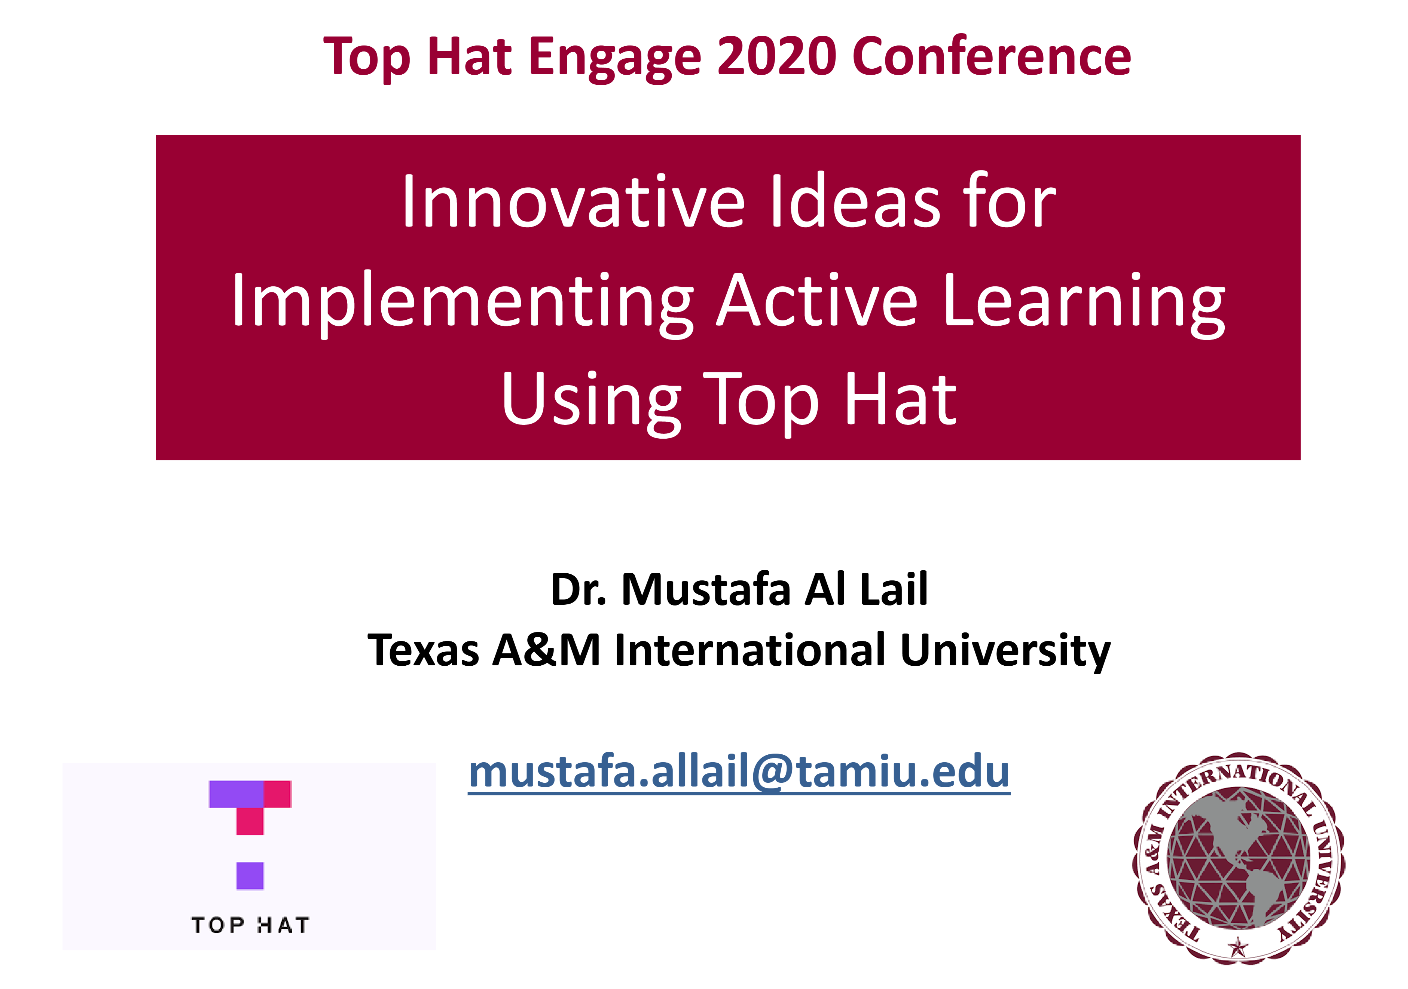 Top Hat Engage 2020 Conference
Innovative Ideas for
Implementing Active Learning
Using Top Hat
Dr. Mustafa Al Lail
Texas A&M International University
mustafa.allail@tamiu.edu
TOP HAT
TEXAS A&M INTERNATIONAL UNIVERSITY